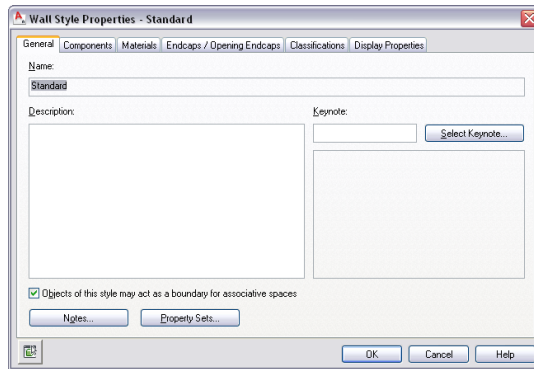 Wall Style Properties - Standard
General Components Materials Endcaps / Opening Endcaps Classifications Display Properties
Name:
Standard
Description: Keynote:
Select Keynote...
Objects of this style may act as a boundary for associative spaces
Notes... Property Sets...
OK Cancel Help